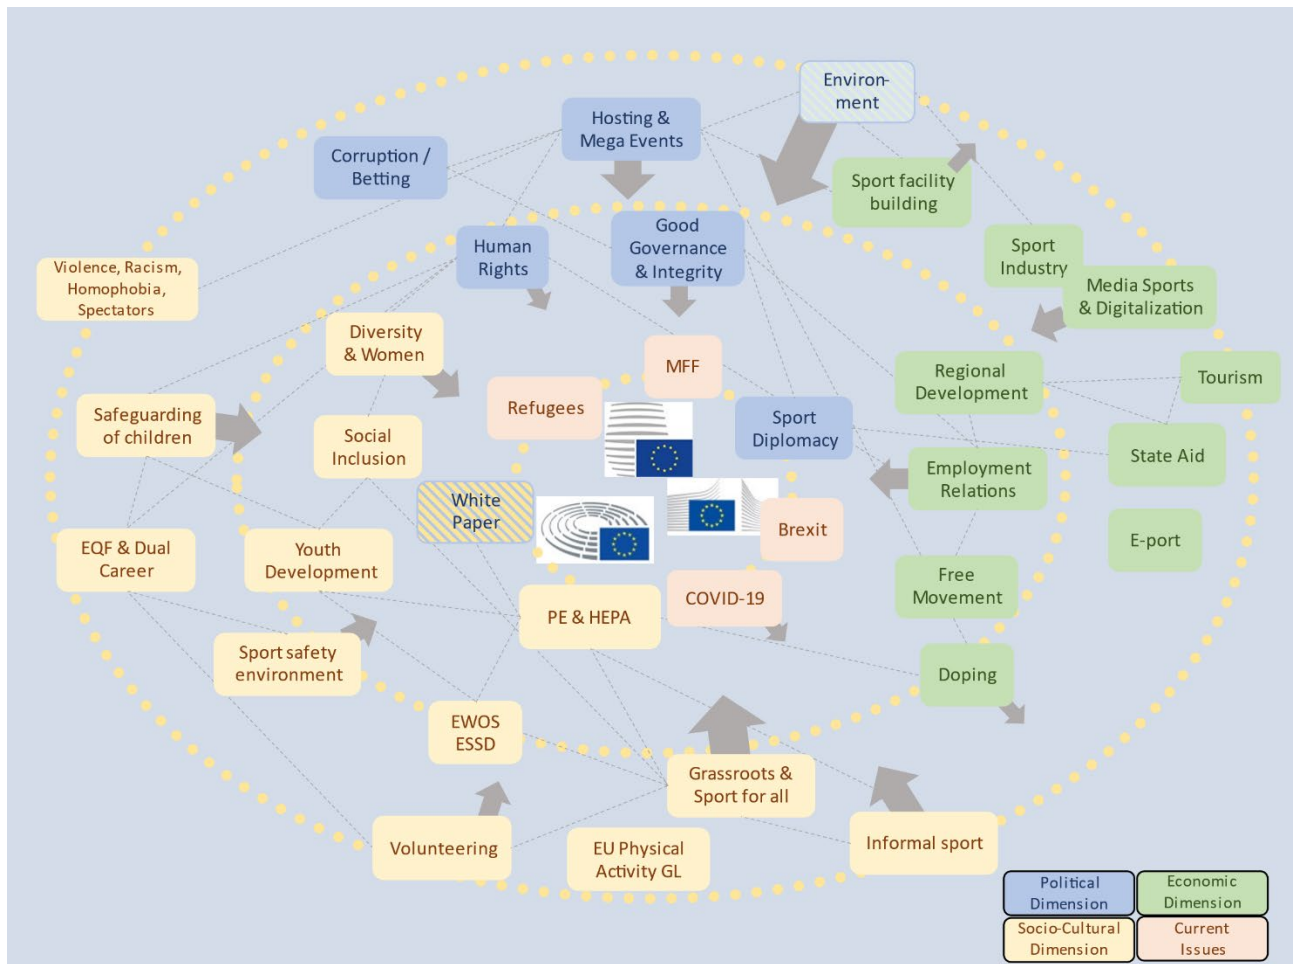 Environ-
ment
Hosting &
Mega Events
Corruption /
Betting
Sport facility
building
Good
Governance
& Integrity
Human
Rights
Sport
Industry
Violence, Racism,
Homophobia,
Spectators
Media Sports
& Digitalization
Diversity
& Women
MFF
Regional
Development
Tourism
Refugees
Safeguarding
of children
Sport
Diplomacy
Social
Inclusion
State Aid
Employment
Relations
White
Paper
Brexit
E-port
EQF & Dual
Career
Youth
Development
Free
Movement
COVID-19
PE & HEPA
Sport safety
environment
Doping
EWOS
ESSD
Grassroots &
Sport for all
Volunteering
Informal sport
EU Physical
Activity GL
Political
Dimension
Economic
Dimension
Socio-Cultural
Dimension
Current
Issues